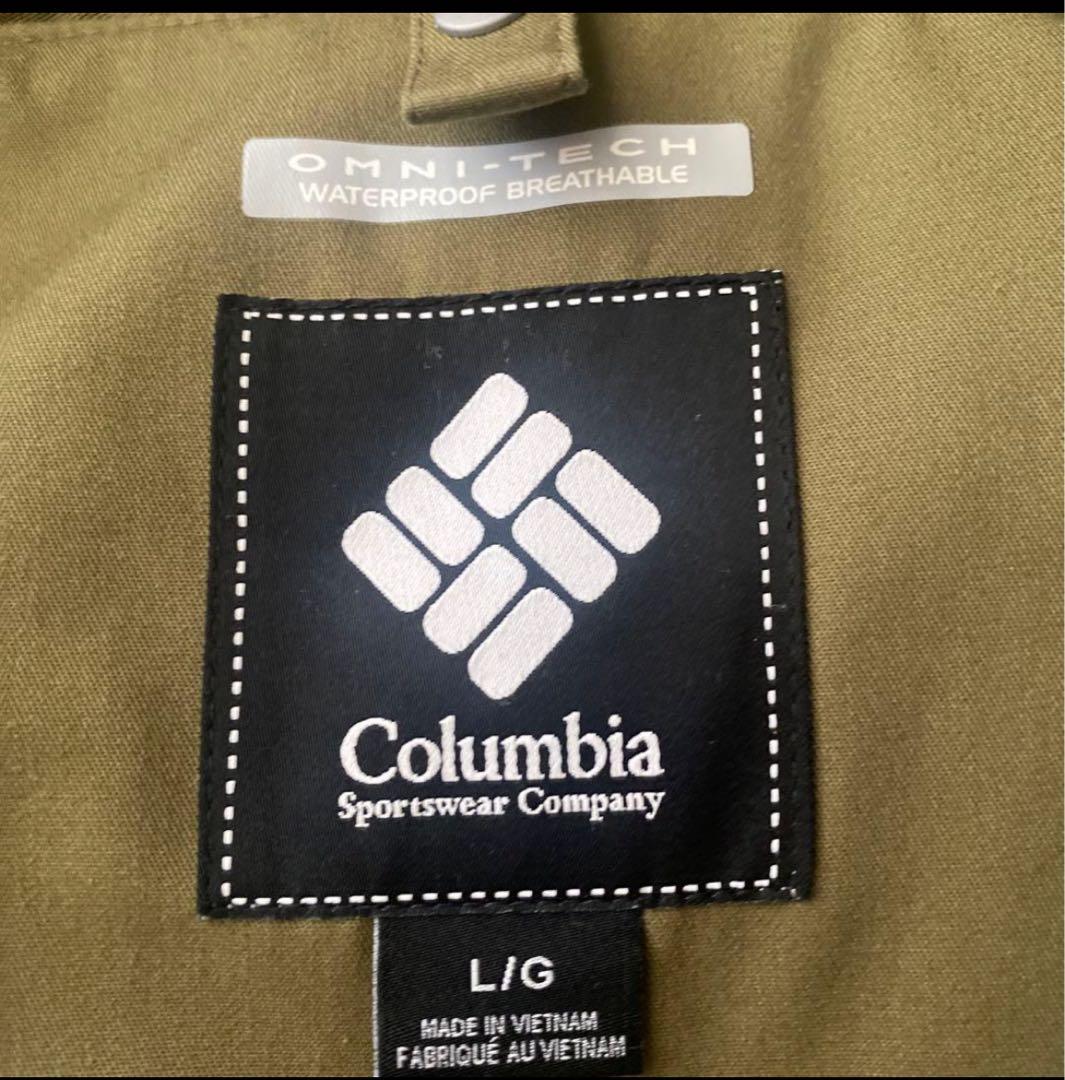 OMNI-TECH
WATERPROOF BREATHABLE
Columbia
Sportswear Company
L/G
MADE IN VIETNAM
FABRIQUÉ AU VIETNAM